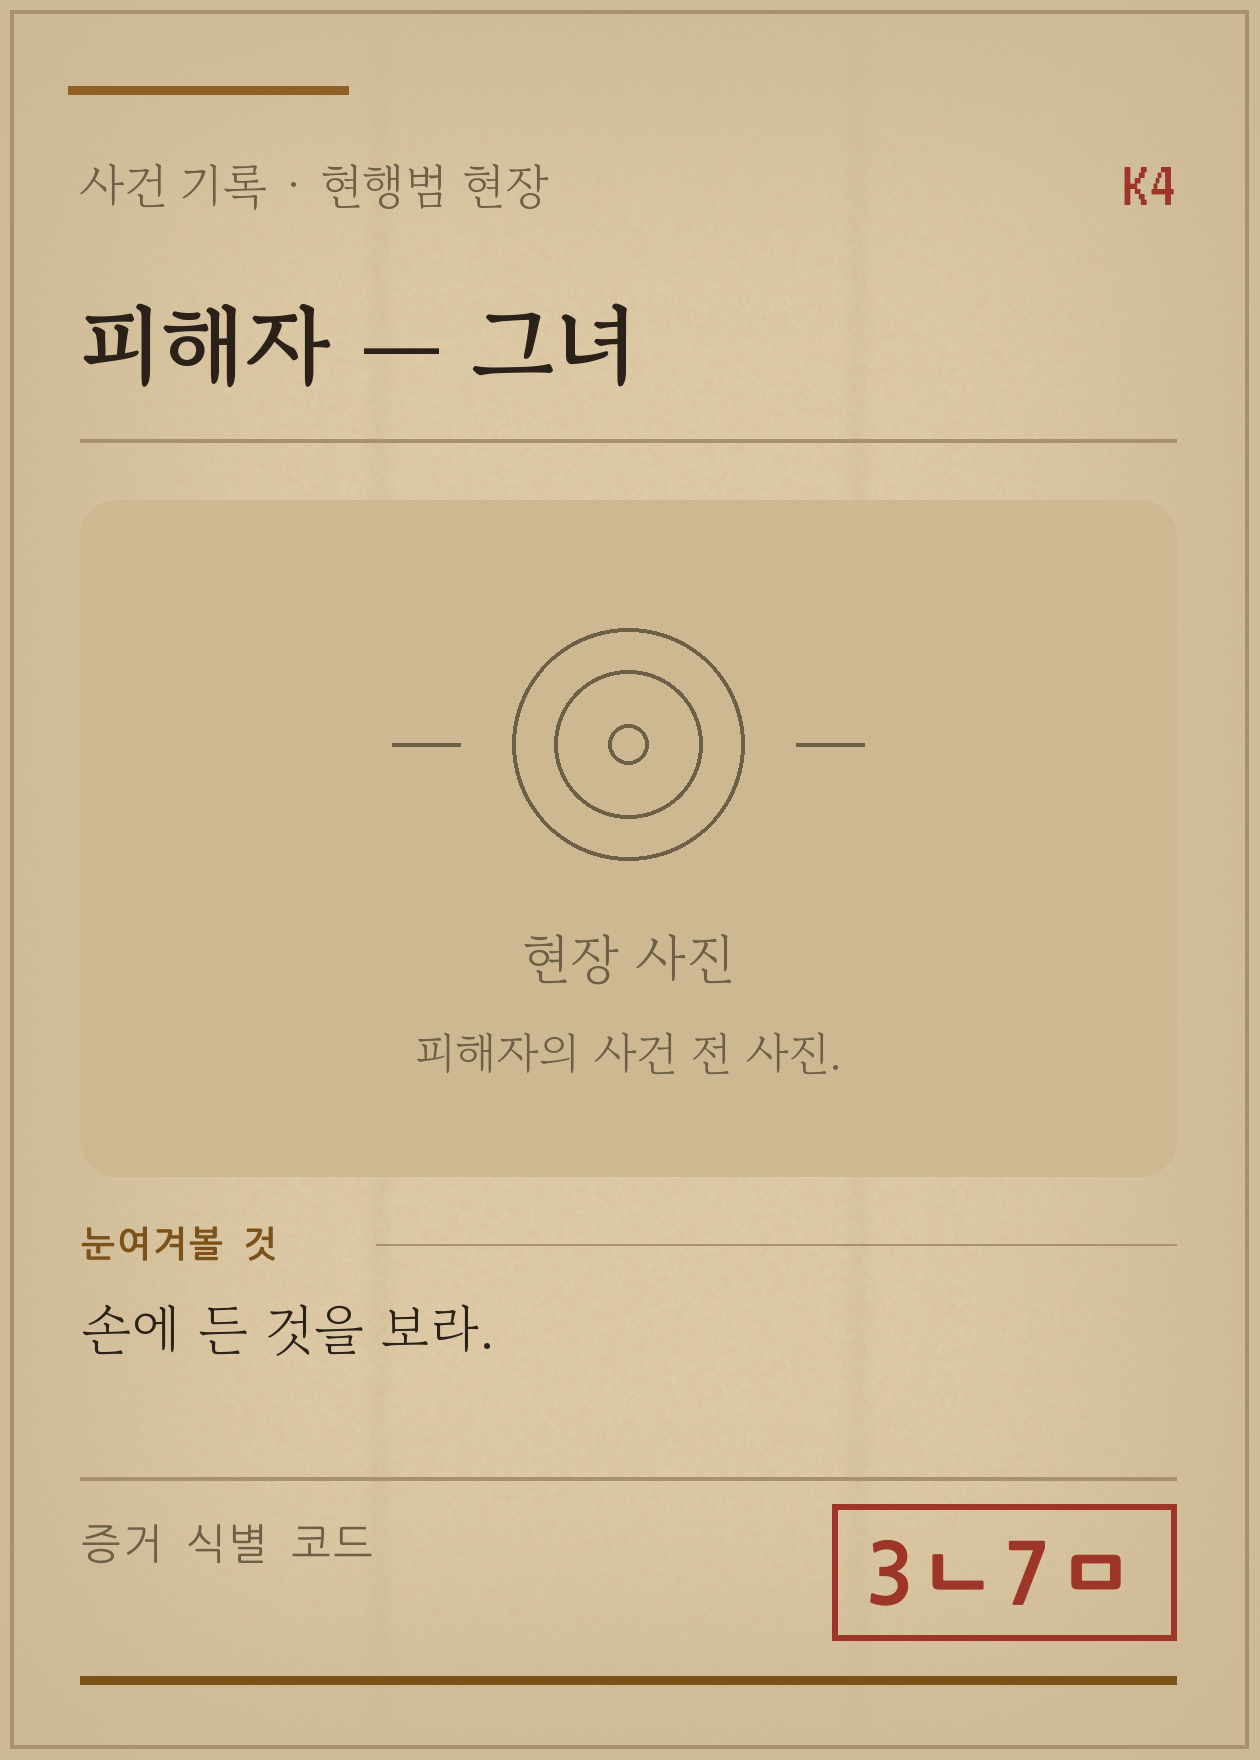 사건 기록 · 현행범 현장
K4
피해자 — 그녀
현장 사진
피해자의 사건 전 사진.
눈여겨볼 것
손에 든 것을 보라.
증거 식별 코드
3ㄴ7ㅁ